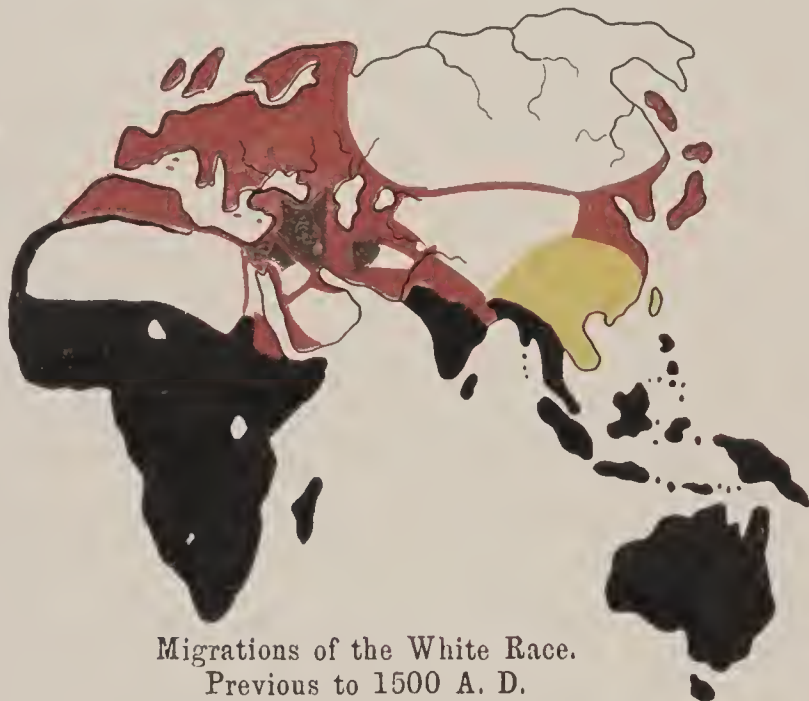 Migrations of the White Race.
Previous to 1500 A. D.